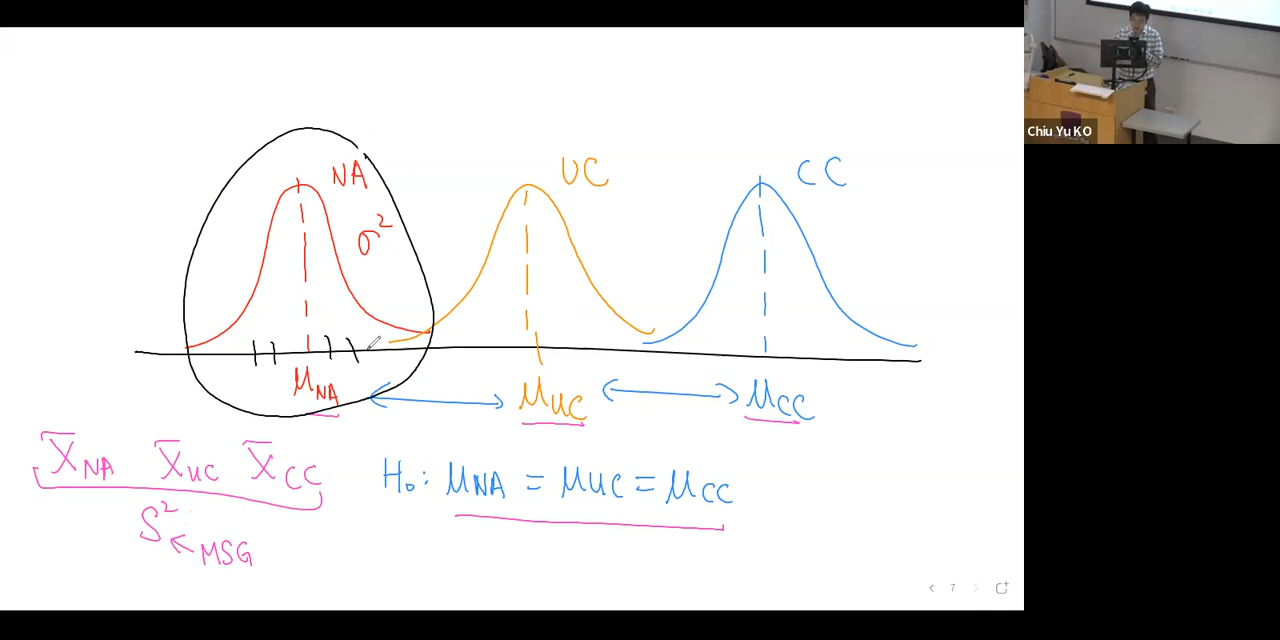 NA
UC
CC
σ²
μNA
μUC
μCC
X̄NA X̄UC X̄CC
S²
MSG
H₀: μNA = μUC = μCC
7
Chiu Yu KO